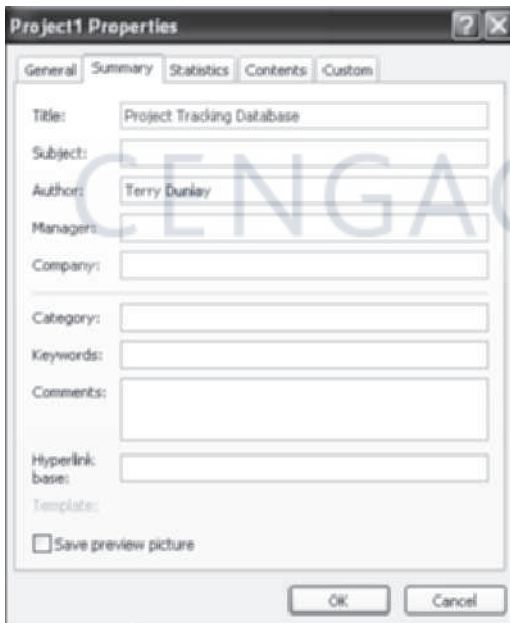 Project1 Properties
General Summary Statistics Contents Custom
Title: Project Tracking Database
Subject:
Author: Terry Dunlay
Manager:
Company:
CENGAG
Category:
Keywords:
Comments:
Hyperlink
base:
Template:
Save preview picture
OK Cancel